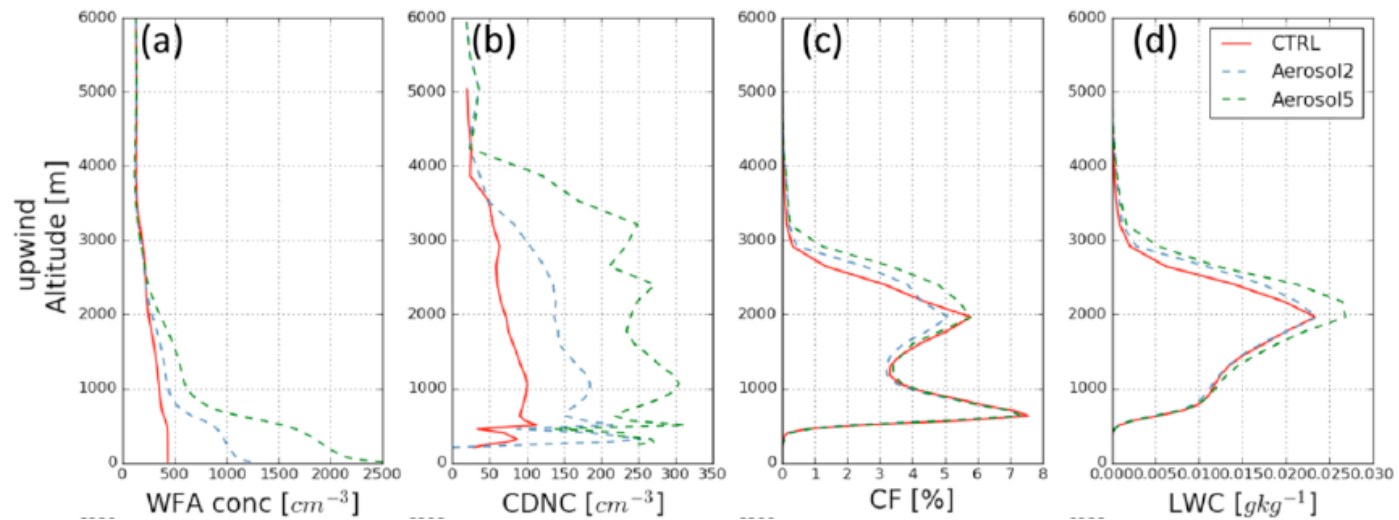 (a) (b) (c) (d)
CTRL
Aerosol2
Aerosol5
upwind
Altitude [m]
6000 6000 6000 6000
5000 5000 5000 5000
4000 4000 4000 4000
3000 3000 3000 3000
2000 2000 2000 2000
1000 1000 1000 1000
0 0 0 0
0 500 1000 1500 2000 2500 0 50 100 150 200 250 300 350 0 1 2 3 4 5 6 7 8 0.000 0.005 0.010 0.015 0.020 0.025 0.030
WFA conc [cm⁻³] CDNC [cm⁻³] CF [%] LWC [gkg⁻¹]